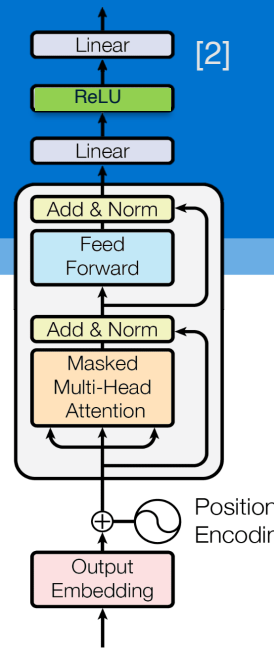 Linear
[2]
ReLU
Linear
Add & Norm
Feed
Forward
Add & Norm
Masked
Multi-Head
Attention
Position
Encodin
Output
Embedding